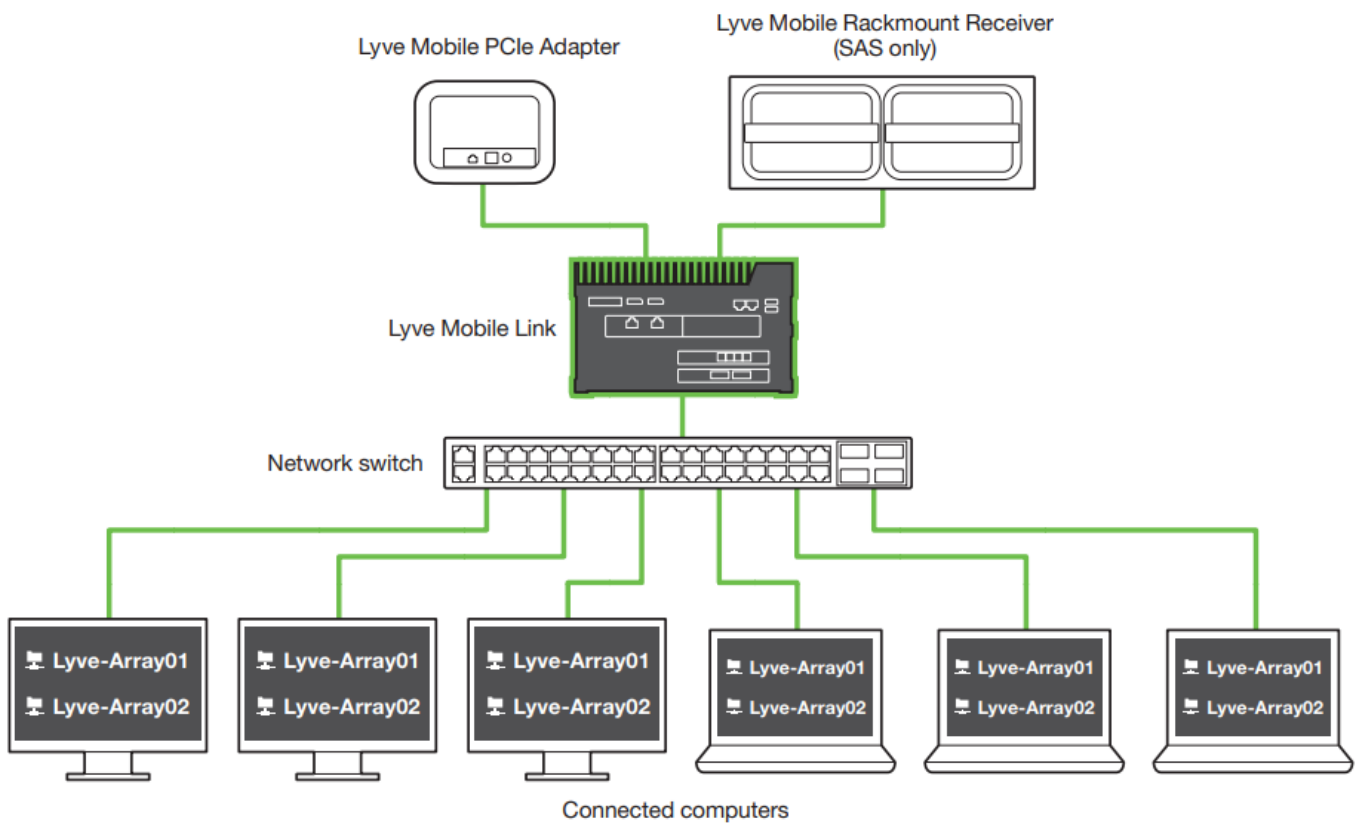 Lyve Mobile PCIe Adapter
Lyve Mobile Rackmount Receiver
(SAS only)
Lyve Mobile Link
Network switch
Lyve-Array01
Lyve-Array02
Lyve-Array01
Lyve-Array02
Lyve-Array01
Lyve-Array02
Lyve-Array01
Lyve-Array02
Lyve-Array01
Lyve-Array02
Lyve-Array01
Lyve-Array02
Connected computers